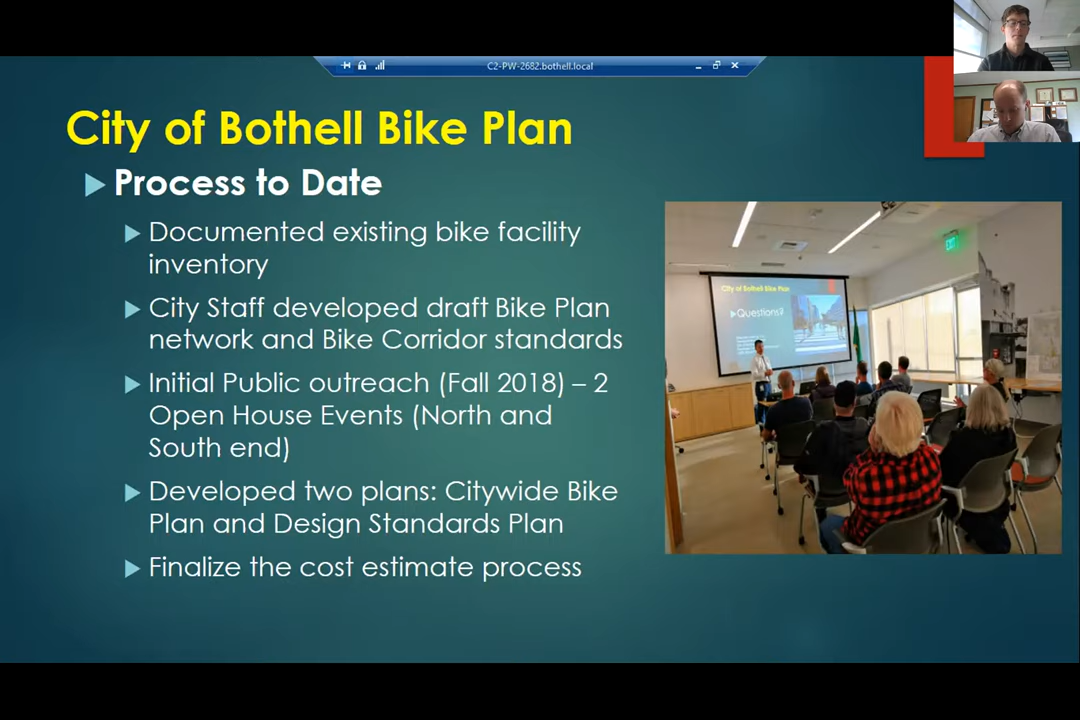 C2-PW-2682.bothell.local
City of Bothell Bike Plan
Process to Date
Documented existing bike facility
inventory
City Staff developed draft Bike Plan
network and Bike Corridor standards
Initial Public outreach (Fall 2018) – 2
Open House Events (North and
South end)
Developed two plans: Citywide Bike
Plan and Design Standards Plan
Finalize the cost estimate process
City of Bothell Bike Plan
Questions?